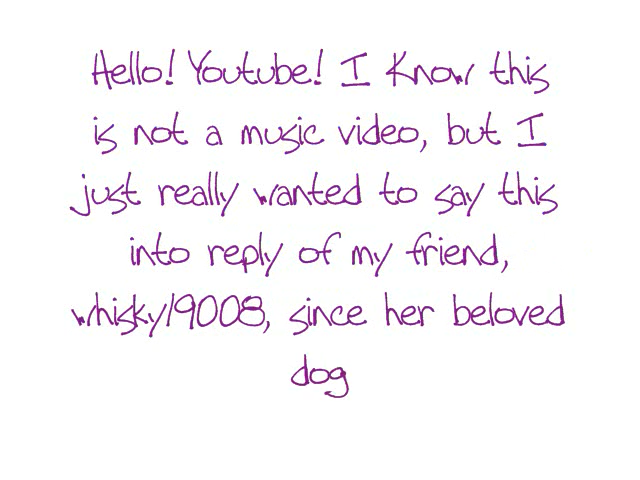 Hello! Youtube! I Know this
is not a music video, but I
just really wanted to say this
into reply of my friend,
whisky19008, since her beloved
dog